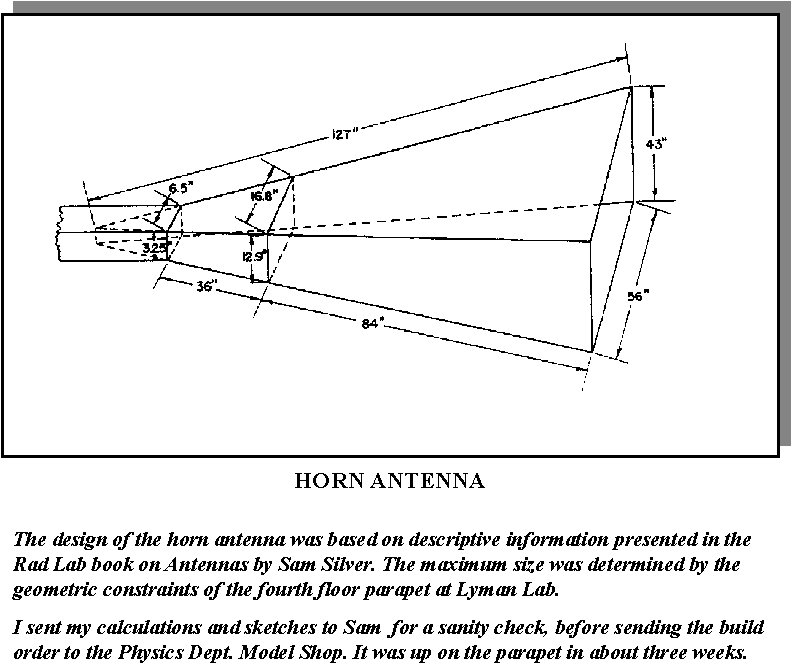 127"
43"
6.5"
16.8"
3.25"
12.9"
36"
56"
84"
HORN ANTENNA
The design of the horn antenna was based on descriptive information presented in the
Rad Lab book on Antennas by Sam Silver. The maximum size was determined by the
geometric constraints of the fourth floor parapet at Lyman Lab.
I sent my calculations and sketches to Sam for a sanity check, before sending the build
order to the Physics Dept. Model Shop. It was up on the parapet in about three weeks.